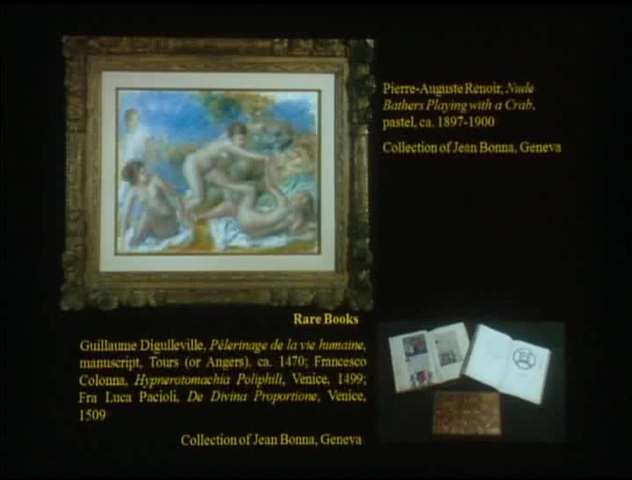 Pierre-Auguste Renoir, Nude
Bathers Playing with a Crab,
pastel, ca. 1897-1900
Collection of Jean Bonna, Geneva
Rare Books
Guillaume Digulleville, Pèlerinage de la vie humaine,
manuscript, Tours (or Angers), ca. 1470; Francesco
Colonna, Hypnerotomachia Poliphili, Venice, 1499;
Fra Luca Pacioli, De Divina Proportione, Venice,
1509
Collection of Jean Bonna, Geneva